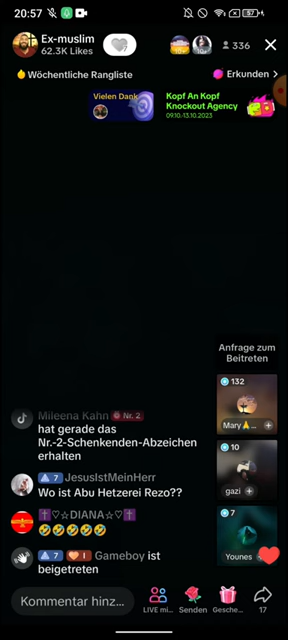 20:57
57
Ex-muslim
62.3K Likes
336
Wöchentliche Rangliste
Erkunden
Vielen Dank
Kopf An Kopf
Knockout Agency
09.10.-13.10.2023
Anfrage zum
Beitreten
132
Mary🙏...
10
gazi
7
Younes
Mileena Kahn Nr. 2
hat gerade das
Nr.-2-Schenkenden-Abzeichen
erhalten
7 JesusIstMeinHerr
Wo ist Abu Hetzerei Rezo??
✝️♡☆DIANA☆♡✝️
🤣🤣🤣🤣🤣
7 I Gameboy ist
beigetreten
Kommentar hinz...
LIVE mi...
Senden
Gesche...
17